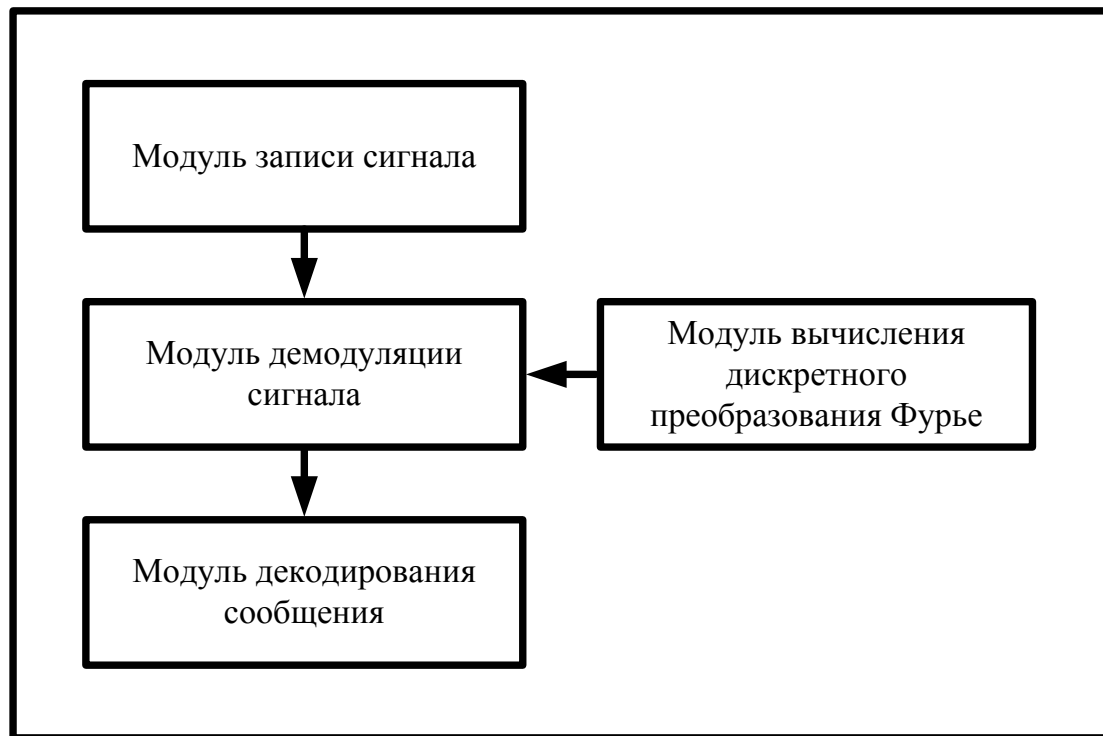 Модуль записи сигнала
Модуль демодуляции
сигнала
Модуль вычисления
дискретного
преобразования Фурье
Модуль декодирования
сообщения